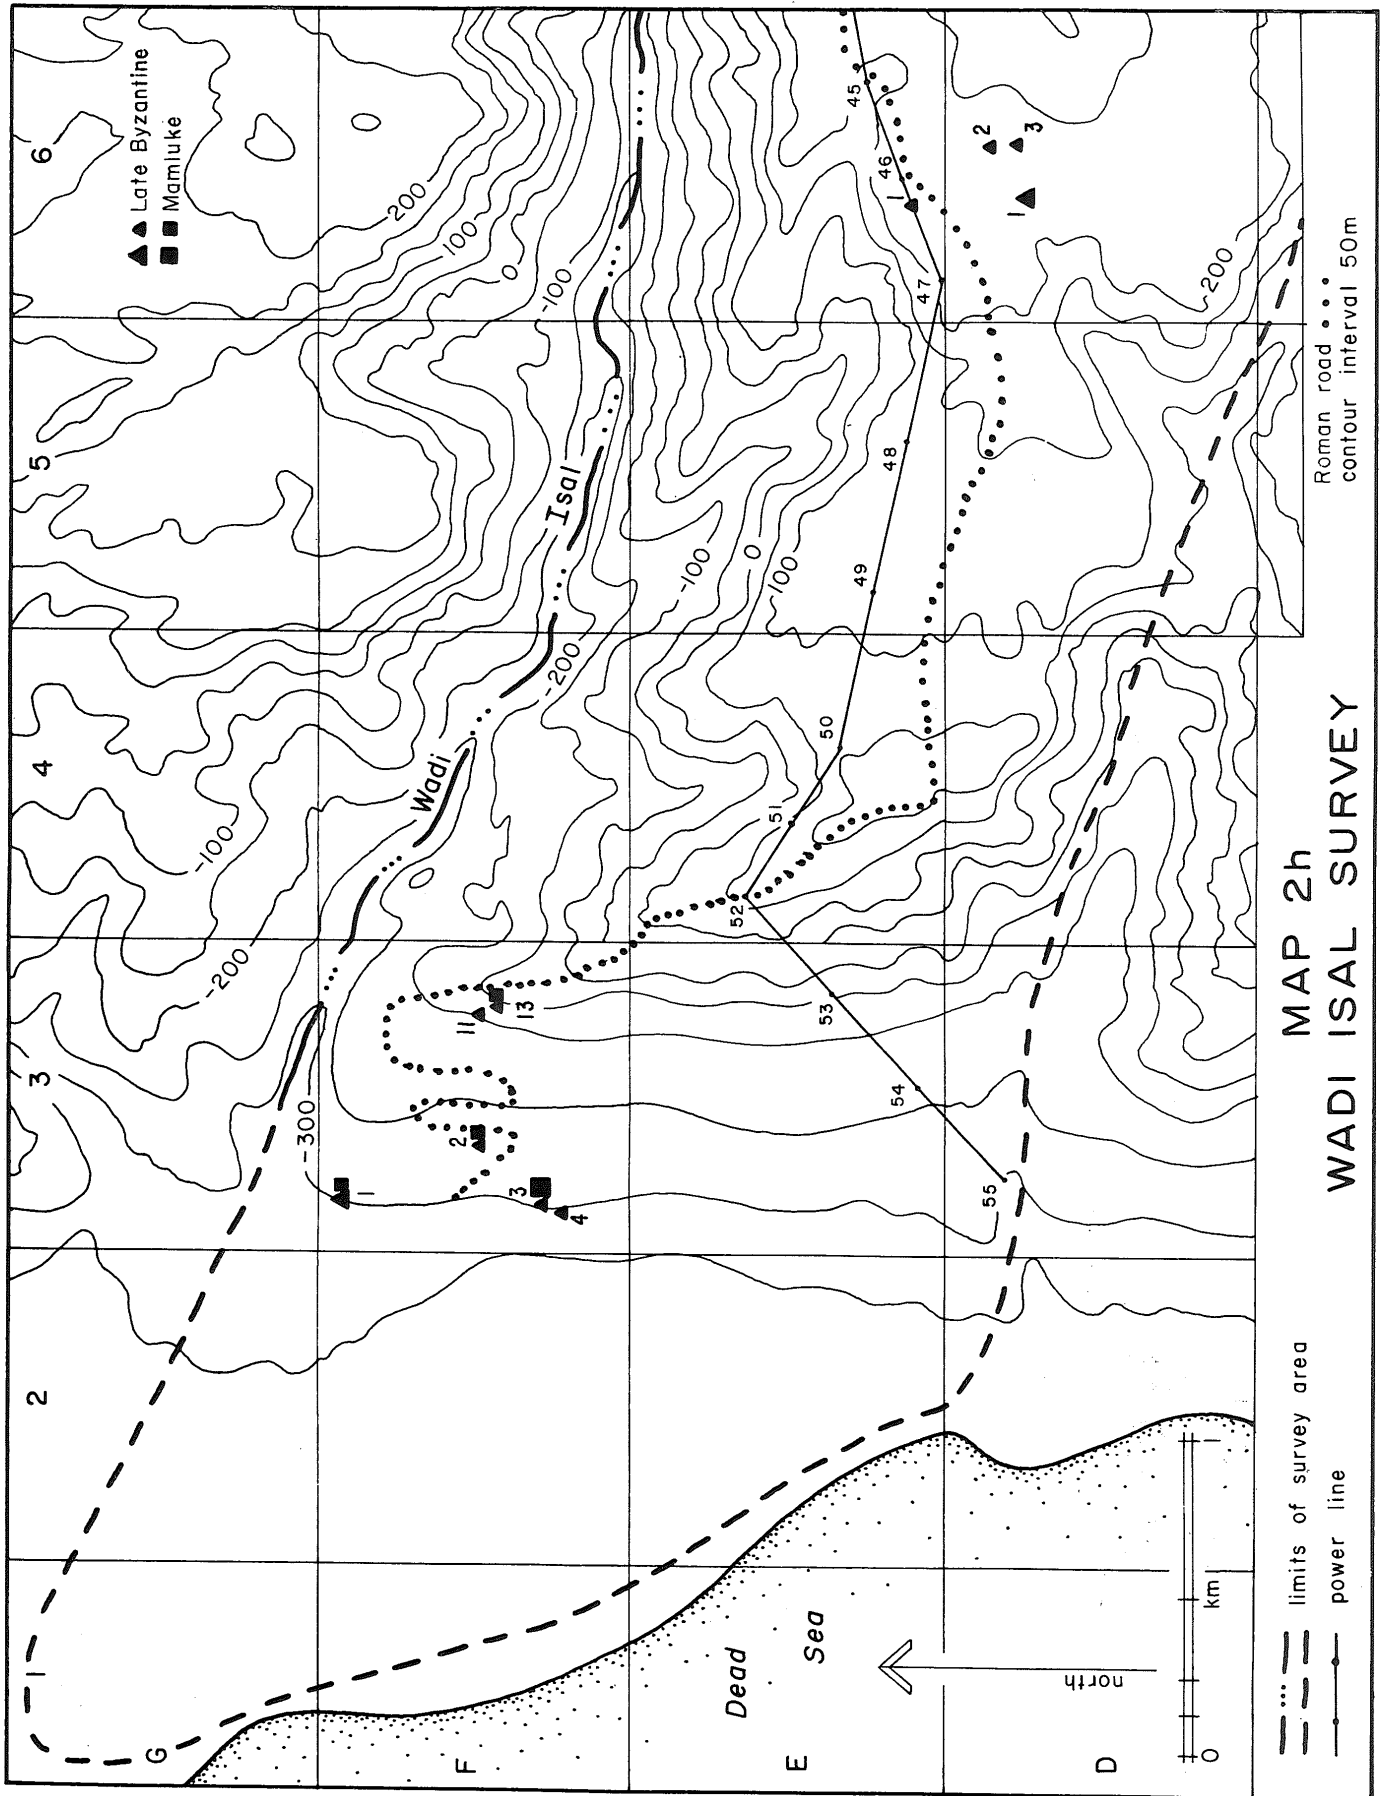 MAP 2h
WADI ISAL SURVEY
Late Byzantine
Mamluke
limits of survey area
power line
Roman road
contour interval 50m
Dead
Sea
north
0
km
1
Wadi
Isal
1
2
3
4
5
6
G
F
E
D
200
100
0
-100
-200
-100
0
100
-100
-200
-300
200
45
46
47
48
49
50
51
52
53
54
55
1
2
3
4
11
13
1
1
2
3